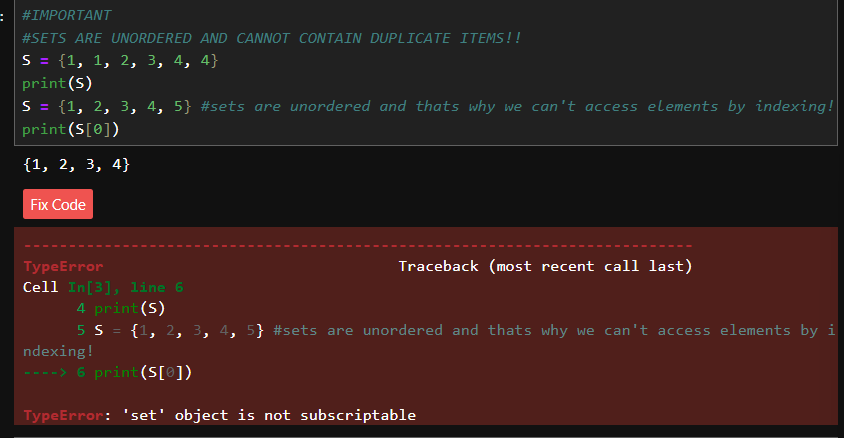 :
#IMPORTANT
#SETS ARE UNORDERED AND CANNOT CONTAIN DUPLICATE ITEMS!!
S = {1, 1, 2, 3, 4, 4}
print(S)
S = {1, 2, 3, 4, 5} #sets are unordered and thats why we can't access elements by indexing!
print(S[0])
{1, 2, 3, 4}
Fix Code
---------------------------------------------------------------------------
TypeError                                 Traceback (most recent call last)
Cell In[3], line 6
      4 print(S)
      5 S = {1, 2, 3, 4, 5} #sets are unordered and thats why we can't access elements by i
ndexing!
----> 6 print(S[0])
TypeError: 'set' object is not subscriptable